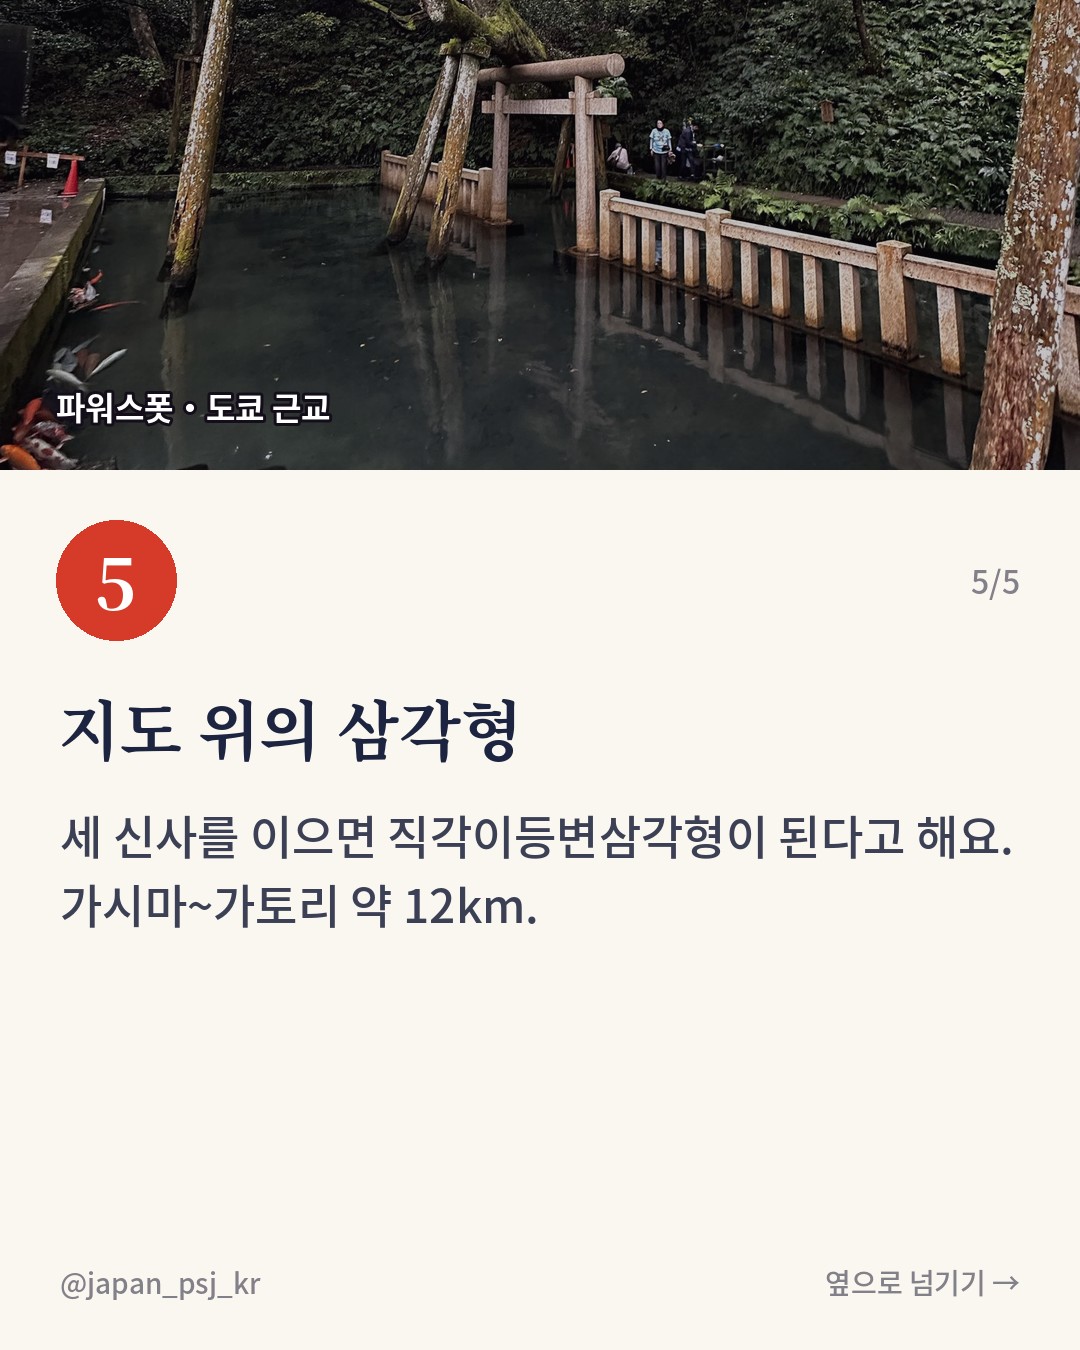 파워스폿・도쿄 근교
5
5/5
지도 위의 삼각형
세 신사를 이으면 직각이등변삼각형이 된다고 해요.
가시마~가토리 약 12km.
@japan_psj_kr
옆으로 넘기기 →